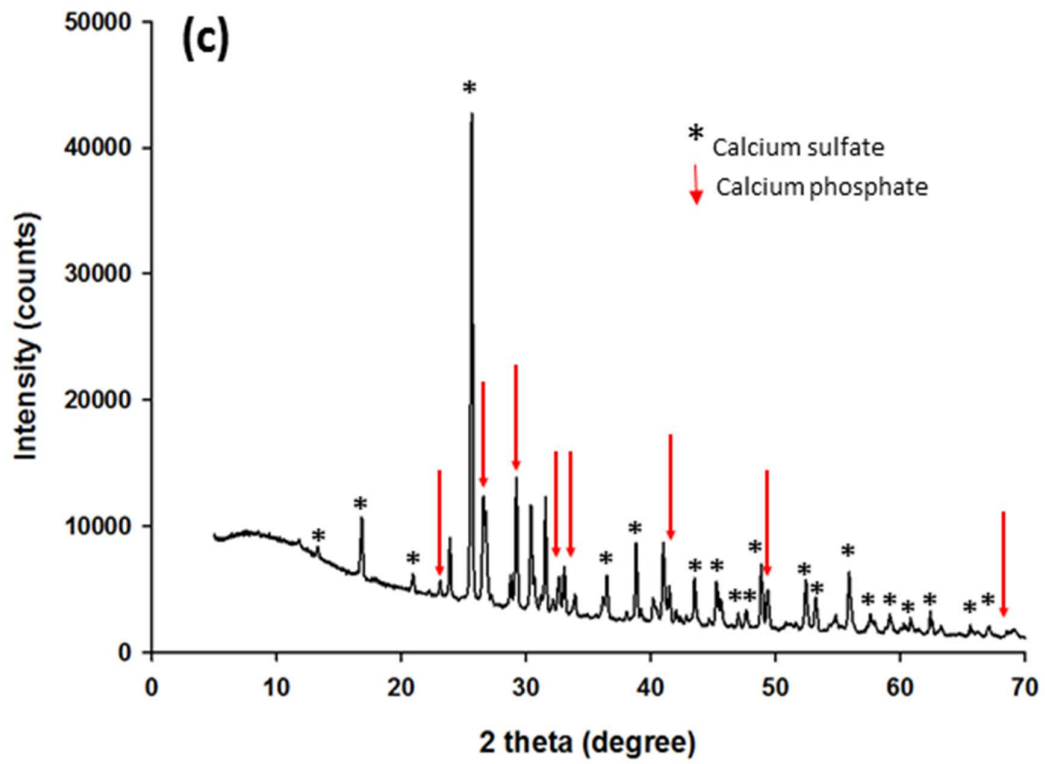 (c)
50000
40000
30000
20000
10000
0
Intensity (counts)
*
* Calcium sulfate
Calcium phosphate
* * * * * * * * * * * * * * * * * * *
0 10 20 30 40 50 60 70
2 theta (degree)